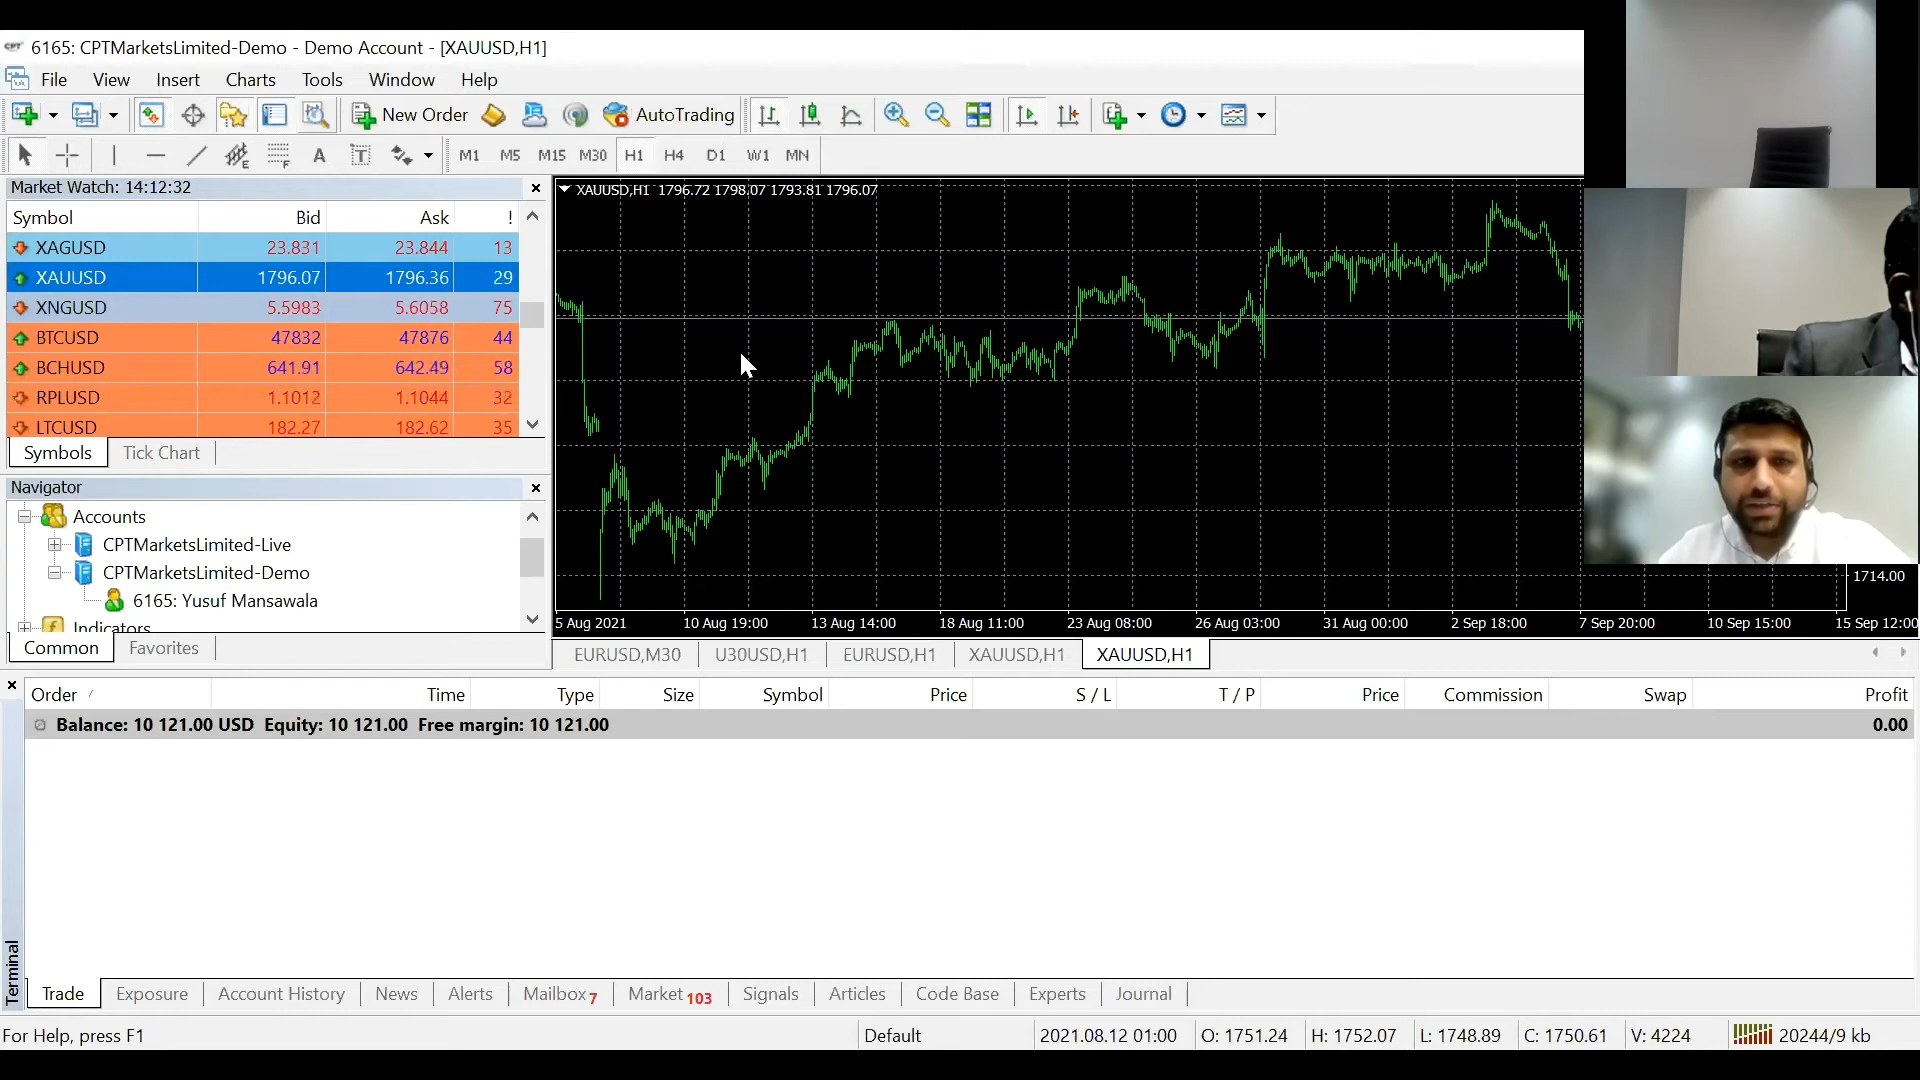 6165: CPTMarketsLimited-Demo - Demo Account - [XAUUSD,H1]
File View Insert Charts Tools Window Help
New Order AutoTrading
A T M1 M5 M15 M30 H1 H4 D1 W1 MN
Market Watch: 14:12:32
Symbol Bid Ask !
XAGUSD 23.831 23.844 13
XAUUSD 1796.07 1796.36 29
XNGUSD 5.5983 5.6058 75
BTCUSD 47832 47876 44
BCHUSD 641.91 642.49 58
RPLUSD 1.1012 1.1044 32
LTCUSD 182.27 182.62 35
Symbols Tick Chart
Navigator
Accounts
CPTMarketsLimited-Live
CPTMarketsLimited-Demo
6165: Yusuf Mansawala
Indicators
Common Favorites
XAUUSD,H1 1796.72 1798.07 1793.81 1796.07
1714.00
5 Aug 2021 10 Aug 19:00 13 Aug 14:00 18 Aug 11:00 23 Aug 08:00 26 Aug 03:00 31 Aug 00:00 2 Sep 18:00 7 Sep 20:00 10 Sep 15:00 15 Sep 12:00
EURUSD,M30 U30USD,H1 EURUSD,H1 XAUUSD,H1 XAUUSD,H1
Order / Time Type Size Symbol Price S / L T / P Price Commission Swap Profit
Balance: 10 121.00 USD Equity: 10 121.00 Free margin: 10 121.00 0.00
Terminal
Trade Exposure Account History News Alerts Mailbox 7 Market 103 Signals Articles Code Base Experts Journal
For Help, press F1 Default 2021.08.12 01:00 O: 1751.24 H: 1752.07 L: 1748.89 C: 1750.61 V: 4224 20244/9 kb